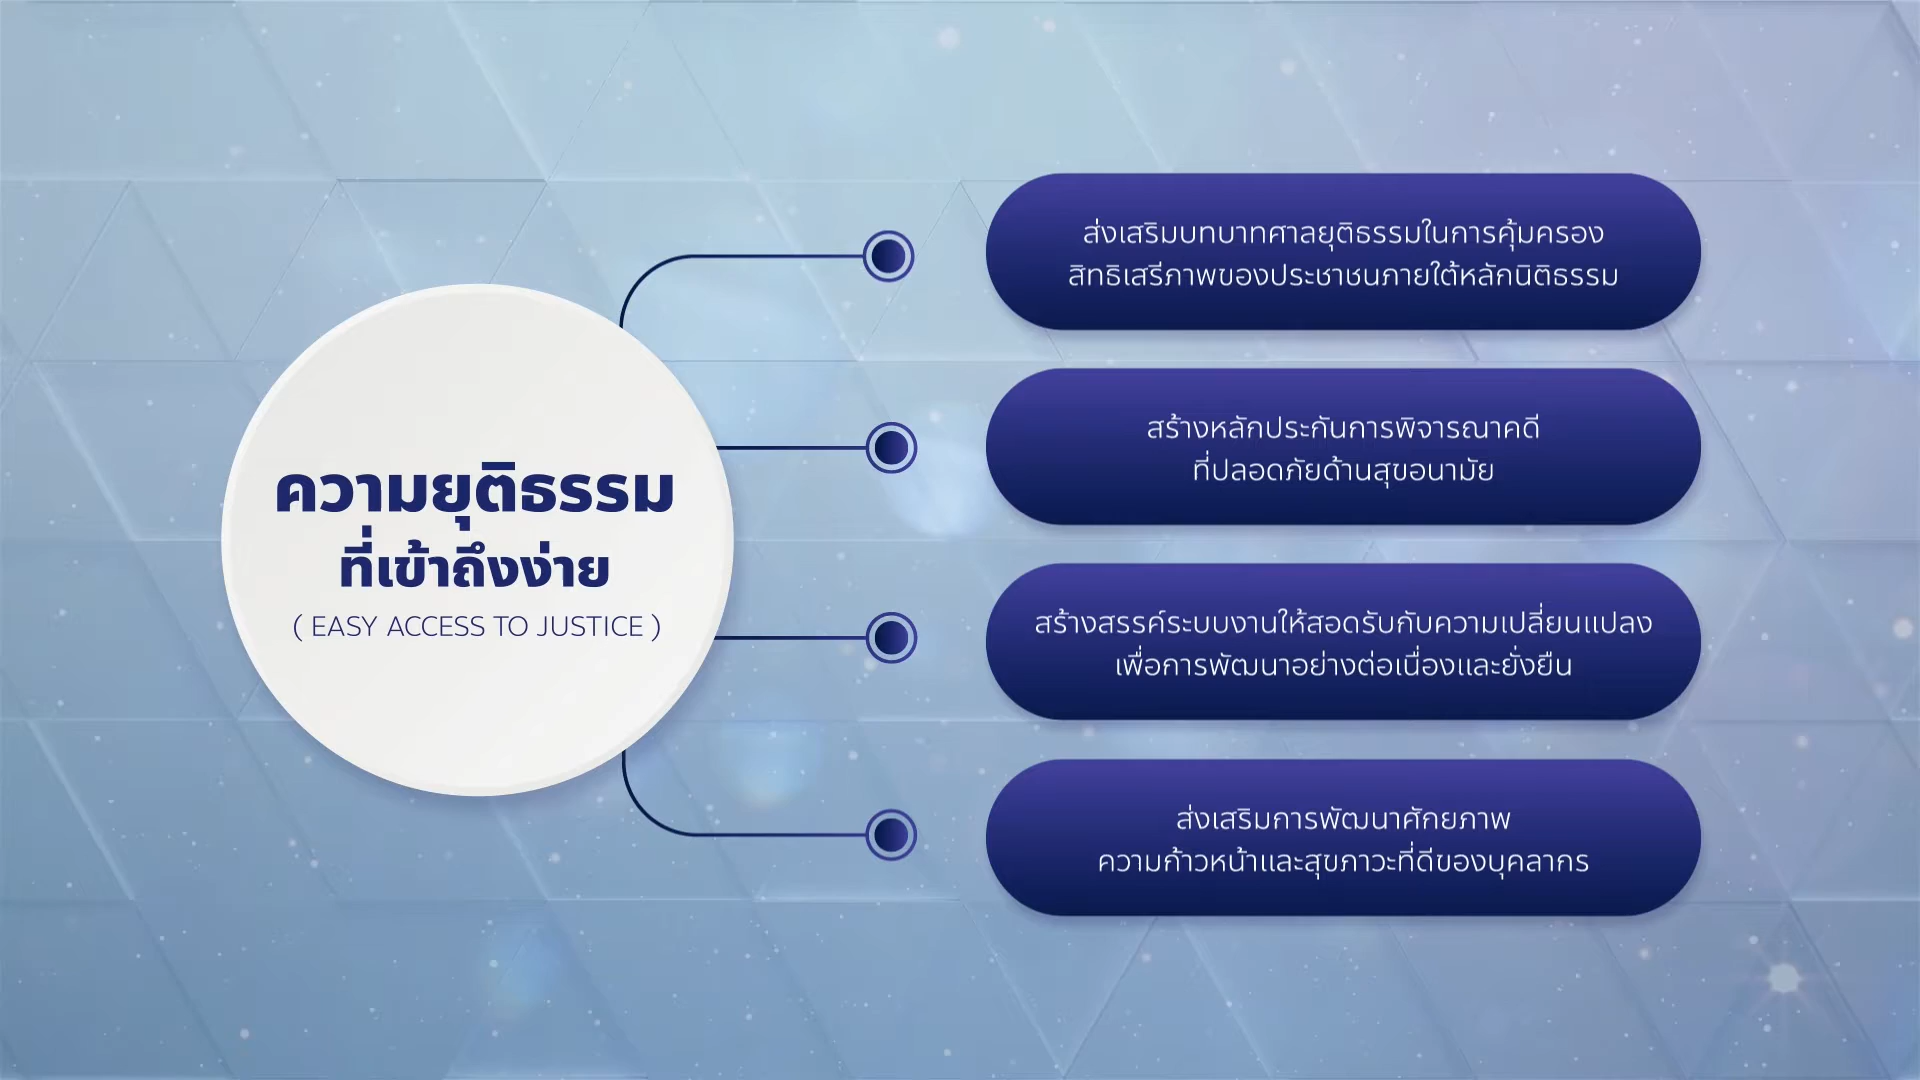 ความยุติธรรม
ที่เข้าถึงง่าย
( EASY ACCESS TO JUSTICE )
ส่งเสริมบทบาทศาลยุติธรรมในการคุ้มครอง
สิทธิเสรีภาพของประชาชนภายใต้หลักนิติธรรม
สร้างหลักประกันการพิจารณาคดี
ที่ปลอดภัยด้านสุขอนามัย
สร้างสรรค์ระบบงานให้สอดรับกับความเปลี่ยนแปลง
เพื่อการพัฒนาอย่างต่อเนื่องและยั่งยืน
ส่งเสริมการพัฒนาศักยภาพ
ความก้าวหน้าและสุขภาวะที่ดีของบุคลากร